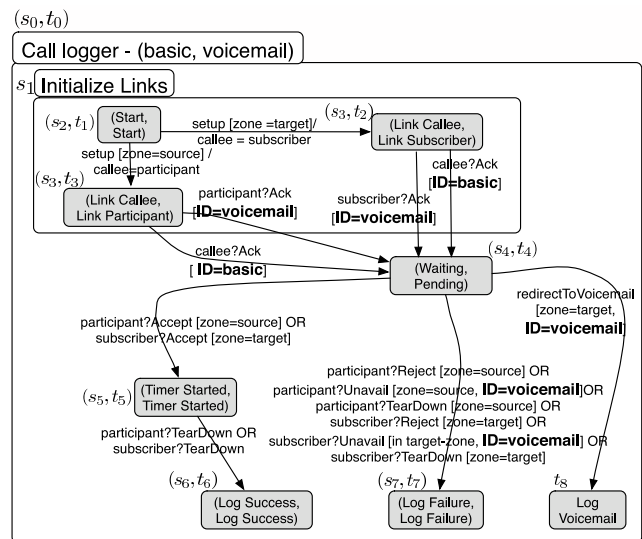 (s0, t0)
Call logger - (basic, voicemail)
s1 Initialize Links
(s2, t1)
(Start,
Start)
setup [zone =target]/
callee = subscriber
(s3, t2)
(Link Callee,
Link Subscriber)
setup [zone=source] /
callee=participant
(s3, t3)
(Link Callee,
Link Participant)
participant?Ack
[ID=voicemail]
subscriber?Ack
[ID=voicemail]
callee?Ack
[ID=basic]
callee?Ack
[ ID=basic]
(s4, t4)
(Waiting,
Pending)
redirectToVoicemail
[zone=target,
ID=voicemail]
participant?Accept [zone=source] OR
subscriber?Accept [zone=target]
(s5, t5)
(Timer Started,
Timer Started)
participant?TearDown OR
subscriber?TearDown
participant?Reject [zone=source] OR
participant?Unavail [zone=source, ID=voicemail]OR
participant?TearDown [zone=source] OR
subscriber?Reject [zone=target] OR
subscriber?Unavail [in target-zone, ID=voicemail] OR
subscriber?TearDown [zone=target]
(s6, t6)
(Log Success,
Log Success)
(s7, t7)
(Log Failure,
Log Failure)
t8
Log
Voicemail